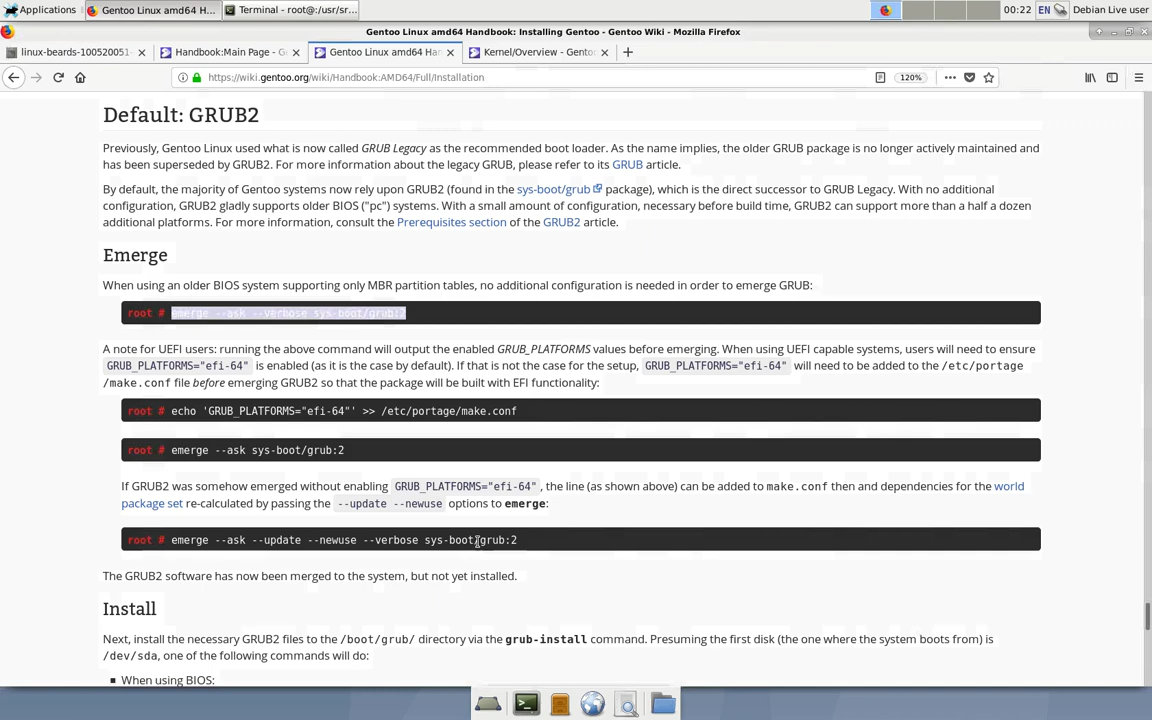 Applications
Gentoo Linux amd64 H...
Terminal - root@:/usr/sr...
00:22
EN
Debian Live user
Gentoo Linux amd64 Handbook: Installing Gentoo - Gentoo Wiki - Mozilla Firefox
linux-beards-100520051
Handbook:Main Page - G
Gentoo Linux amd64 Han
Kernel/Overview - Gento
https://wiki.gentoo.org/wiki/Handbook:AMD64/Full/Installation
120%
Default: GRUB2
Previously, Gentoo Linux used what is now called GRUB Legacy as the recommended boot loader. As the name implies, the older GRUB package is no longer actively maintained and
has been superseded by GRUB2. For more information about the legacy GRUB, please refer to its GRUB article.
By default, the majority of Gentoo systems now rely upon GRUB2 (found in the sys-boot/grub package), which is the direct successor to GRUB Legacy. With no additional
configuration, GRUB2 gladly supports older BIOS ("pc") systems. With a small amount of configuration, necessary before build time, GRUB2 can support more than a half a dozen
additional platforms. For more information, consult the Prerequisites section of the GRUB2 article.
Emerge
When using an older BIOS system supporting only MBR partition tables, no additional configuration is needed in order to emerge GRUB:
root # emerge --ask --verbose sys-boot/grub:2
A note for UEFI users: running the above command will output the enabled GRUB_PLATFORMS values before emerging. When using UEFI capable systems, users will need to ensure
GRUB_PLATFORMS="efi-64" is enabled (as it is the case by default). If that is not the case for the setup, GRUB_PLATFORMS="efi-64" will need to be added to the /etc/portage
/make.conf file before emerging GRUB2 so that the package will be built with EFI functionality:
root # echo 'GRUB_PLATFORMS="efi-64"' >> /etc/portage/make.conf
root # emerge --ask sys-boot/grub:2
If GRUB2 was somehow emerged without enabling GRUB_PLATFORMS="efi-64", the line (as shown above) can be added to make.conf then and dependencies for the world
package set re-calculated by passing the --update --newuse options to emerge:
root # emerge --ask --update --newuse --verbose sys-boot/grub:2
The GRUB2 software has now been merged to the system, but not yet installed.
Install
Next, install the necessary GRUB2 files to the /boot/grub/ directory via the grub-install command. Presuming the first disk (the one where the system boots from) is
/dev/sda, one of the following commands will do:
When using BIOS: